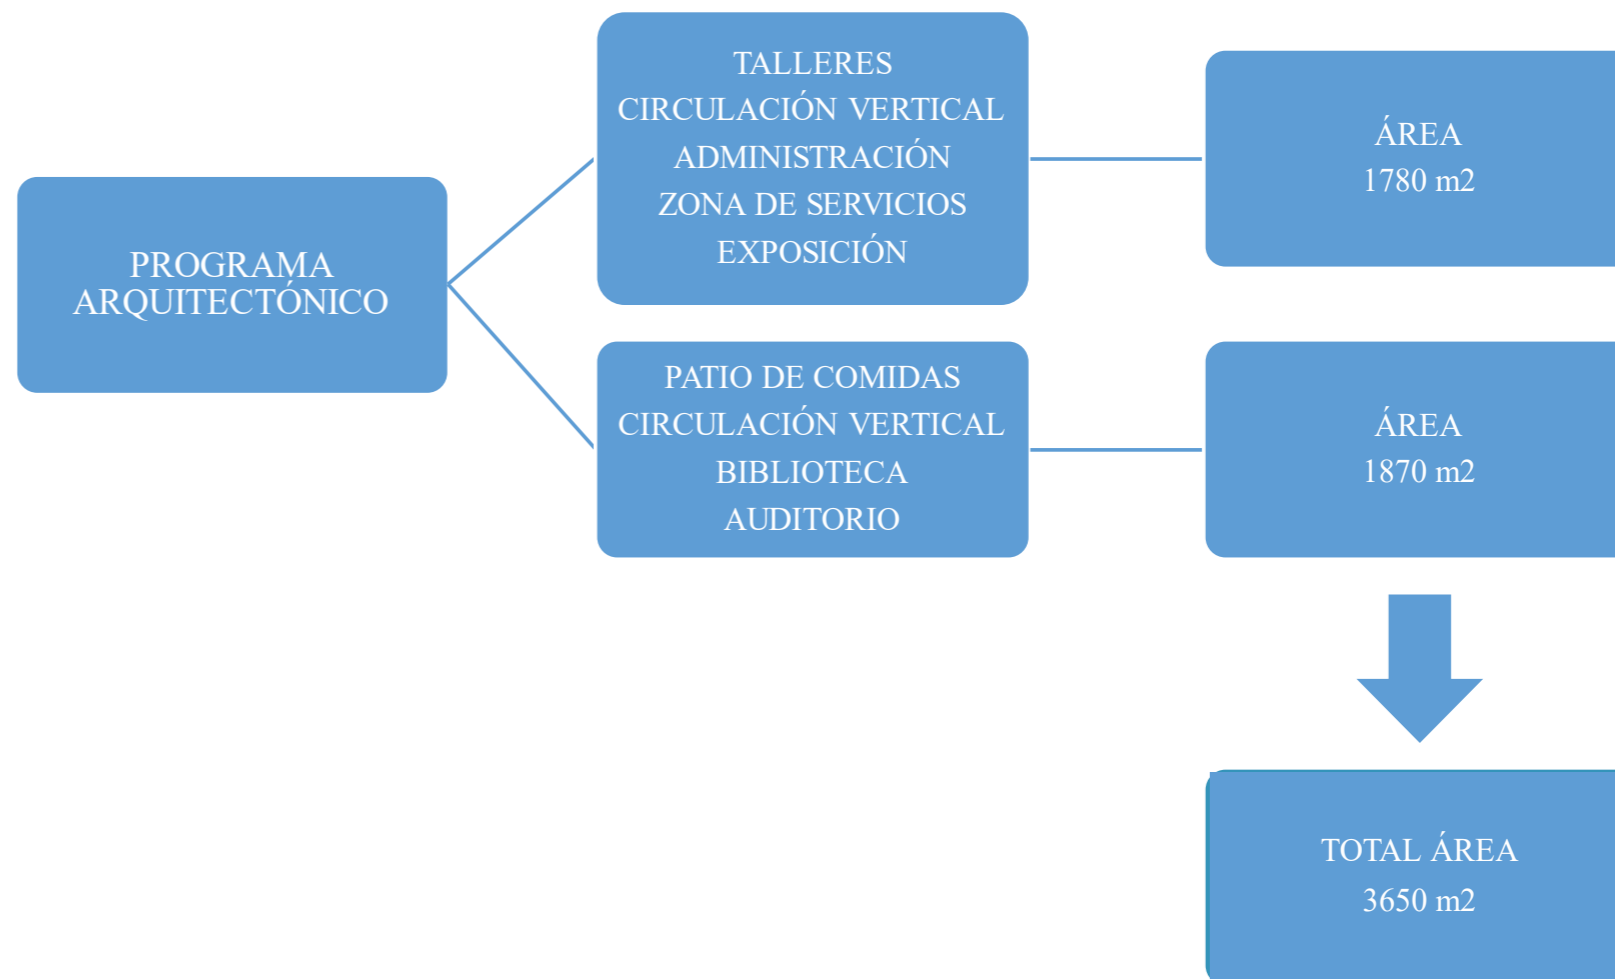 PROGRAMA
ARQUITECTÓNICO
TALLERES
CIRCULACIÓN VERTICAL
ADMINISTRACIÓN
ZONA DE SERVICIOS
EXPOSICIÓN
ÁREA
1780 m2
PATIO DE COMIDAS
CIRCULACIÓN VERTICAL
BIBLIOTECA
AUDITORIO
ÁREA
1870 m2
TOTAL ÁREA
3650 m2